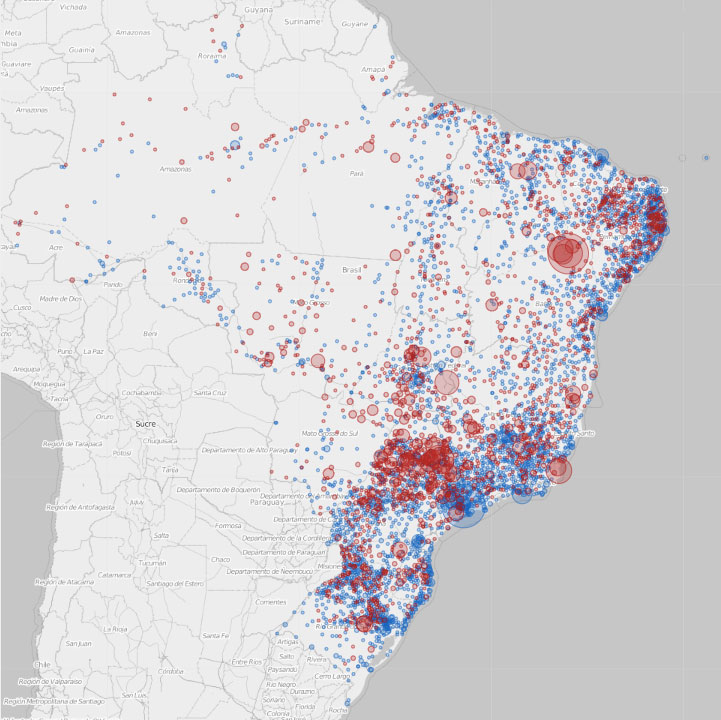 Vichada
Guyana
Suriname
Guyane
Meta
Amazonas
Guainía
Roraima
Amapá
Vaupés
Amazonas
Amazonas
Pará
Acre
Brasil
Madre de Dios
Pando
Cusco
Beni
Puno
La Paz
Arequipa
Moquegua
Tacna
Cochabamba
Santa Cruz
Oruro
Sucre
Chuquisaca
Mato Grosso do Sul
Región de Tarapacá
Potosí
Departamento de Alto Paraguay
Tarija
Departamento de Boquerón
Región de Antofagasta
Jujuy
Paraguay
Salta
Formosa
Departamento de la Cordillera
Tucumán
Chaco
Departamento de Paraguarí
Misiones
Catamarca
Departamento de Ñeembucú
Región de Atacama
Santiago del Estero
Corrientes
La Rioja
Santa Fe
Artigas
San Juan
Salto
Rivera
Chile
Entre Ríos
Paysandú
Córdoba
Cerro Largo
Región de Valparaíso
Río Negro
Durazno
San Luis
Soriano
Florida
Rocha
Región Metropolitana de Santiago
Colonia